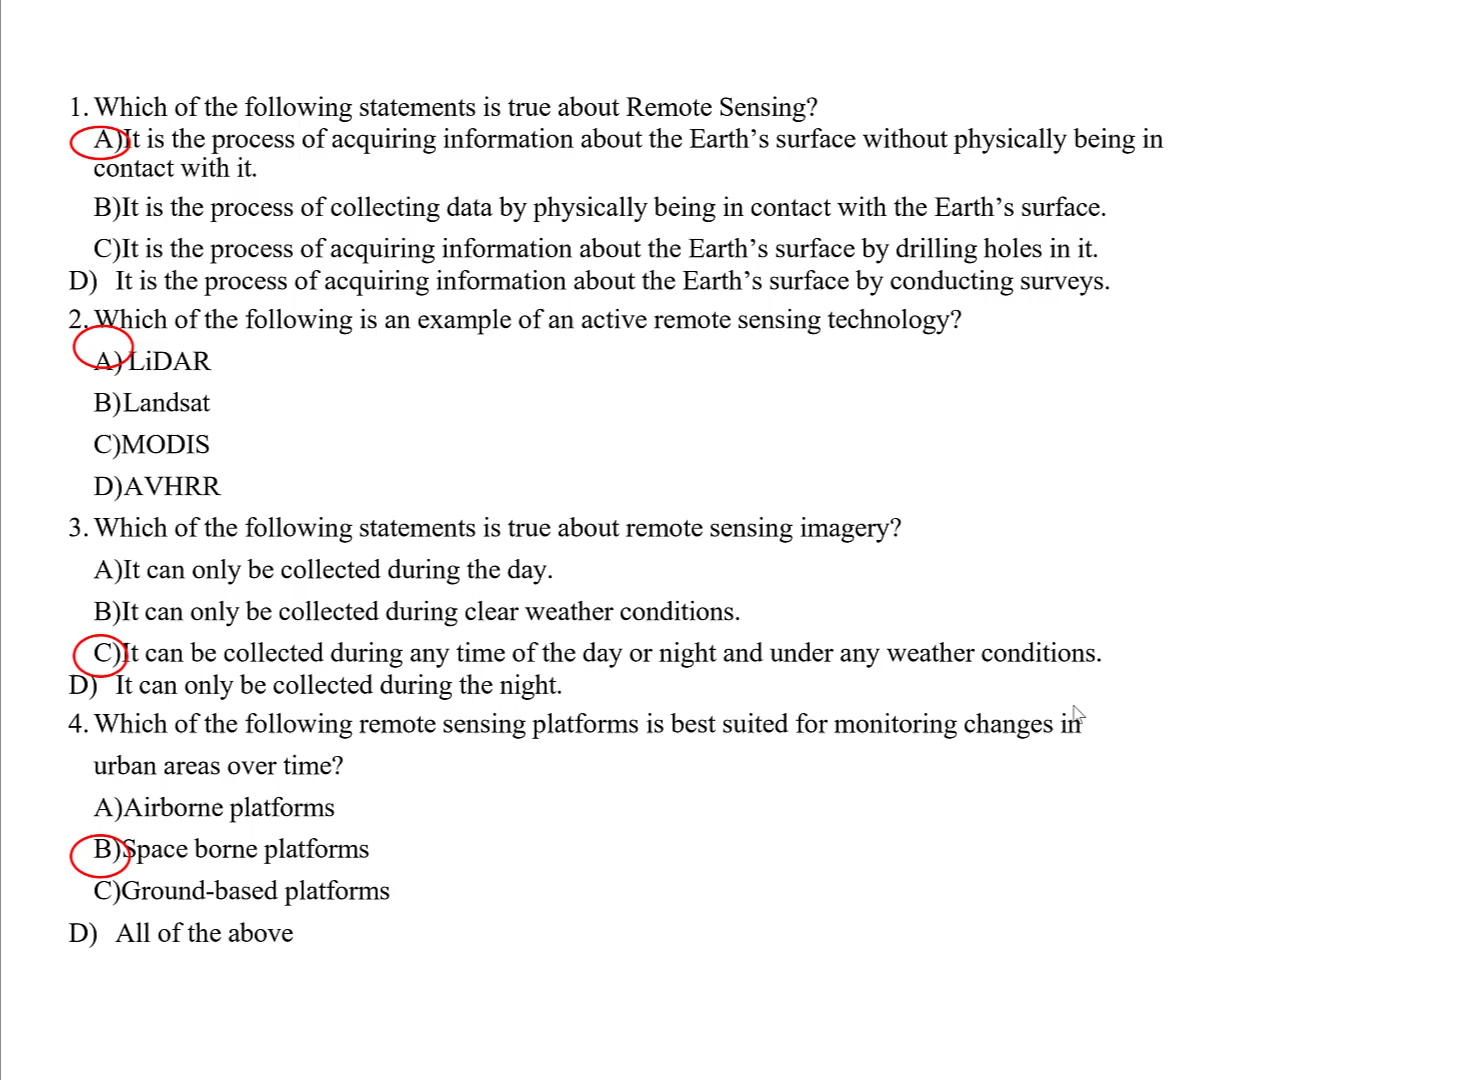 1. Which of the following statements is true about Remote Sensing?
A)It is the process of acquiring information about the Earth’s surface without physically being in
contact with it.
B)It is the process of collecting data by physically being in contact with the Earth’s surface.
C)It is the process of acquiring information about the Earth’s surface by drilling holes in it.
D) It is the process of acquiring information about the Earth’s surface by conducting surveys.
2. Which of the following is an example of an active remote sensing technology?
A)LiDAR
B)Landsat
C)MODIS
D)AVHRR
3. Which of the following statements is true about remote sensing imagery?
A)It can only be collected during the day.
B)It can only be collected during clear weather conditions.
C)It can be collected during any time of the day or night and under any weather conditions.
D) It can only be collected during the night.
4. Which of the following remote sensing platforms is best suited for monitoring changes in
urban areas over time?
A)Airborne platforms
B)Space borne platforms
C)Ground-based platforms
D) All of the above